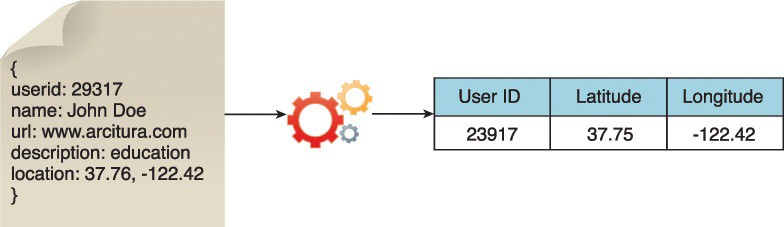 {
userid: 29317
name: John Doe
url: www.arcitura.com
description: education
location: 37.76, -122.42
}
User ID Latitude Longitude
23917 37.75 -122.42